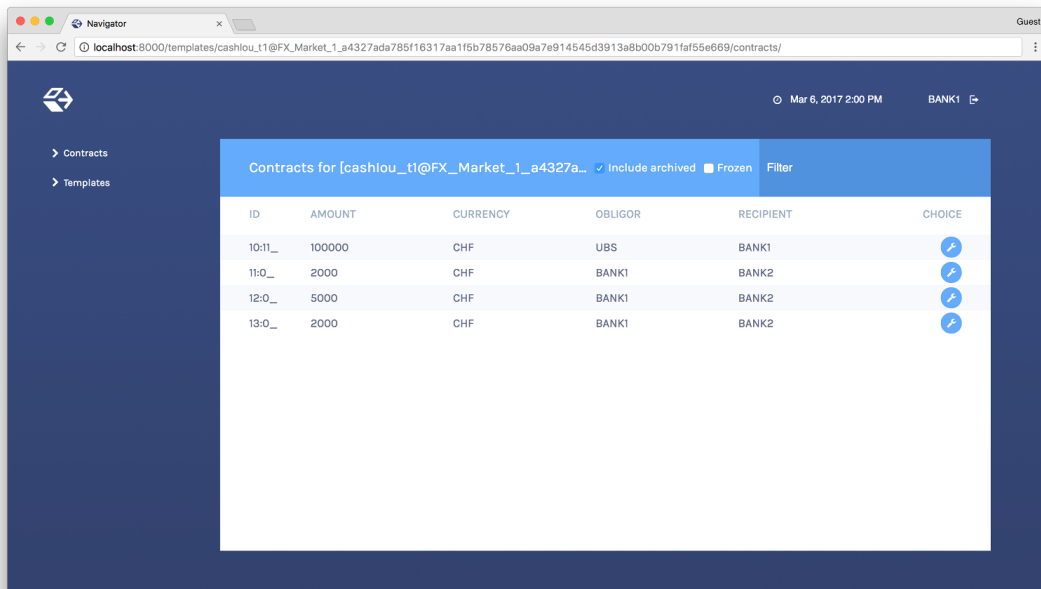 Navigator
Guest
localhost:8000/templates/cashlou_t1@FX_Market_1_a4327ada785f16317aa1f5b78576aa09a7e914545d3913a8b00b791faf55e669/contracts/
Mar 6, 2017 2:00 PM BANK1
Contracts
Templates
Contracts for [cashlou_t1@FX_Market_1_a4327a... Include archived Frozen Filter
ID AMOUNT CURRENCY OBLIGOR RECIPIENT CHOICE
10:11_ 100000 CHF UBS BANK1
11:0_ 2000 CHF BANK1 BANK2
12:0_ 5000 CHF BANK1 BANK2
13:0_ 2000 CHF BANK1 BANK2